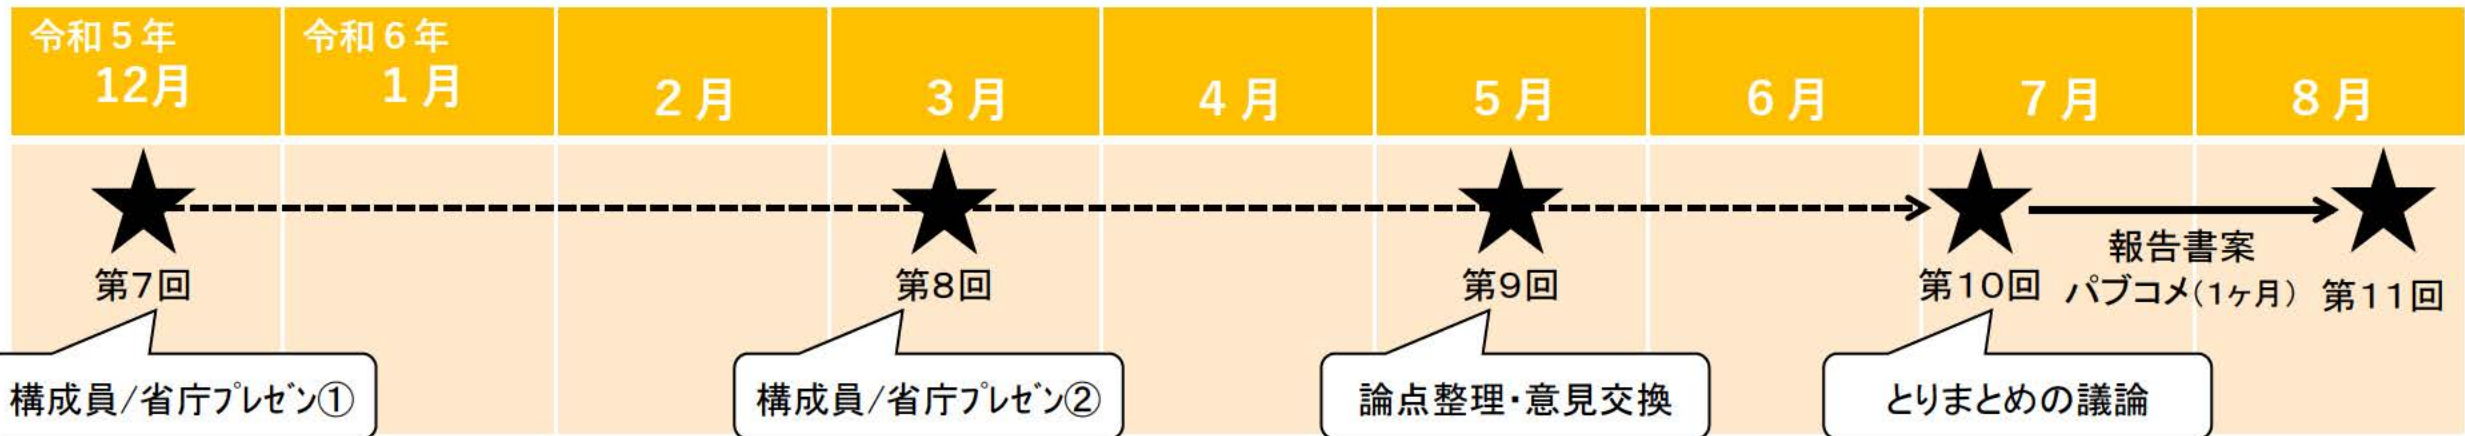 令和5年
12月
令和6年
1月
2月
3月
4月
5月
6月
7月
8月
第7回
第8回
第9回
第10回
報告書案
パブコメ(1ヶ月)
第11回
構成員/省庁ﾌﾟﾚｾﾞﾝ①
構成員/省庁ﾌﾟﾚｾﾞﾝ②
論点整理・意見交換
とりまとめの議論